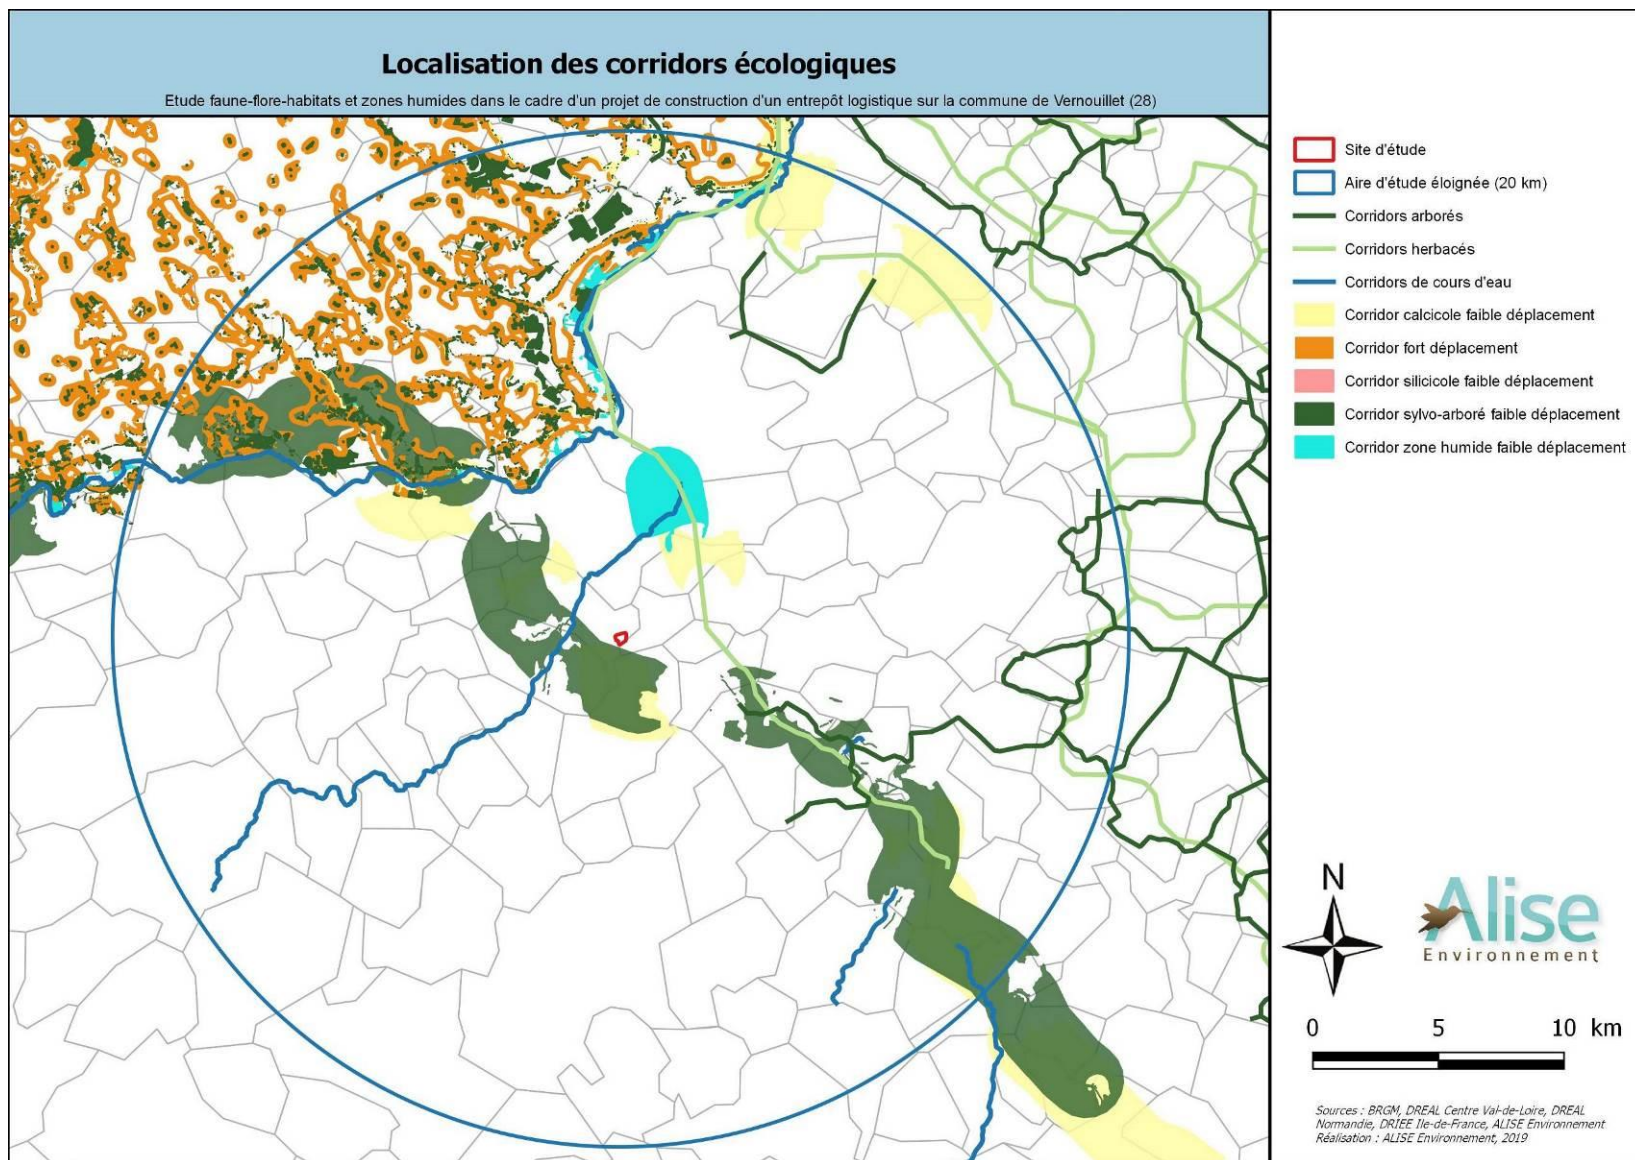 Localisation des corridors écologiques
Etude faune-flore-habitats et zones humides dans le cadre d'un projet de construction d'un entrepôt logistique sur la commune de Vernouillet (28)
Site d'étude
Aire d'étude éloignée (20 km)
Corridors arborés
Corridors herbacés
Corridors de cours d'eau
Corridor calcicole faible déplacement
Corridor fort déplacement
Corridor silicicole faible déplacement
Corridor sylvo-arboré faible déplacement
Corridor zone humide faible déplacement
N
Alise
Environnement
0 5 10 km
Sources : BRGM, DREAL Centre Val-de-Loire, DREAL
Normandie, DRIEE Ile-de-France, ALISE Environnement
Réalisation : ALISE Environnement, 2019